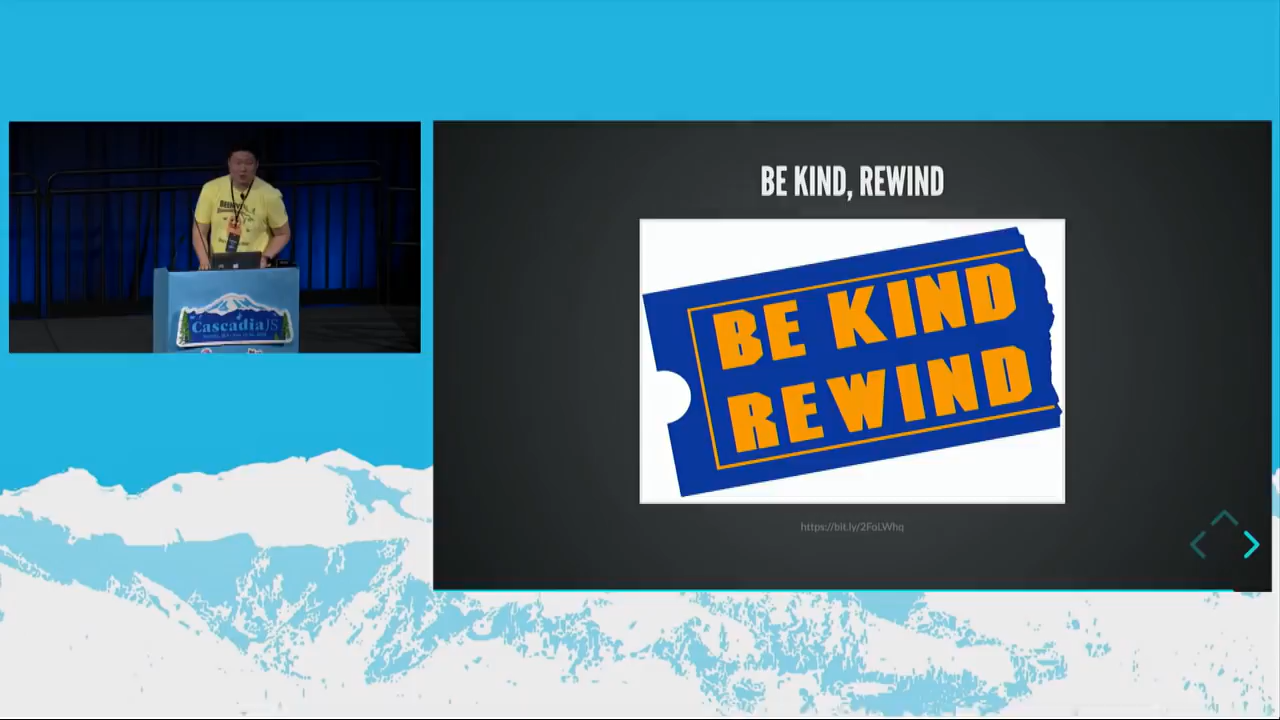 BE KIND, REWIND
BE KIND
REWIND
https://bit.ly/2FoLWhq
CascadiaJS